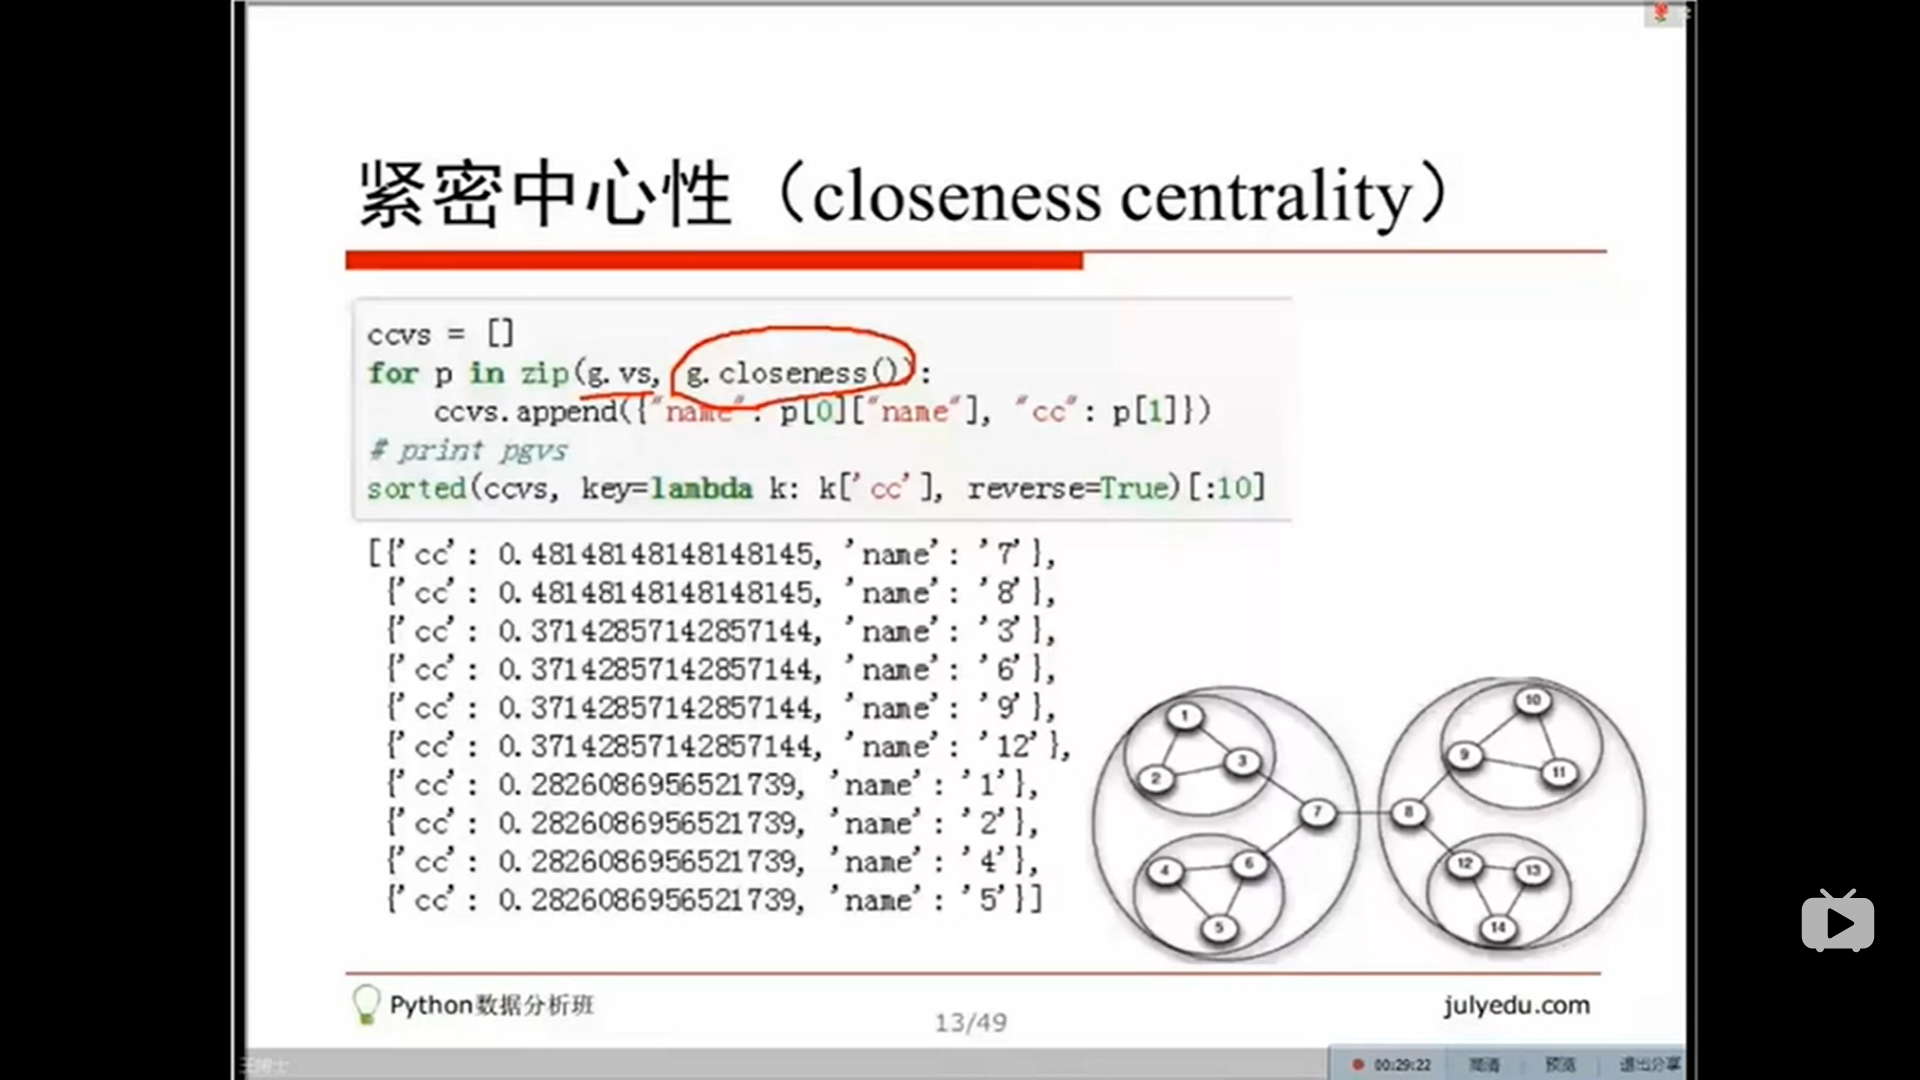 紧密中心性（closeness centrality）
ccvs = []
for p in zip(g.vs, g.closeness()):
    ccvs.append({"name": p[0]["name"], "cc": p[1]})
# print pgvs
sorted(ccvs, key=lambda k: k['cc'], reverse=True)[:10]
[{'cc': 0.48148148148148145, 'name': '7'},
 {'cc': 0.48148148148148145, 'name': '8'},
 {'cc': 0.37142857142857144, 'name': '3'},
 {'cc': 0.37142857142857144, 'name': '6'},
 {'cc': 0.37142857142857144, 'name': '9'},
 {'cc': 0.37142857142857144, 'name': '12'},
 {'cc': 0.2826086956521739, 'name': '1'},
 {'cc': 0.2826086956521739, 'name': '2'},
 {'cc': 0.2826086956521739, 'name': '4'},
 {'cc': 0.2826086956521739, 'name': '5'}]
1
2
3
4
5
6
7
8
9
10
11
12
13
14
Python数据分析班
13/49
julyedu.com
00:29:22
高清
预览
退出分享